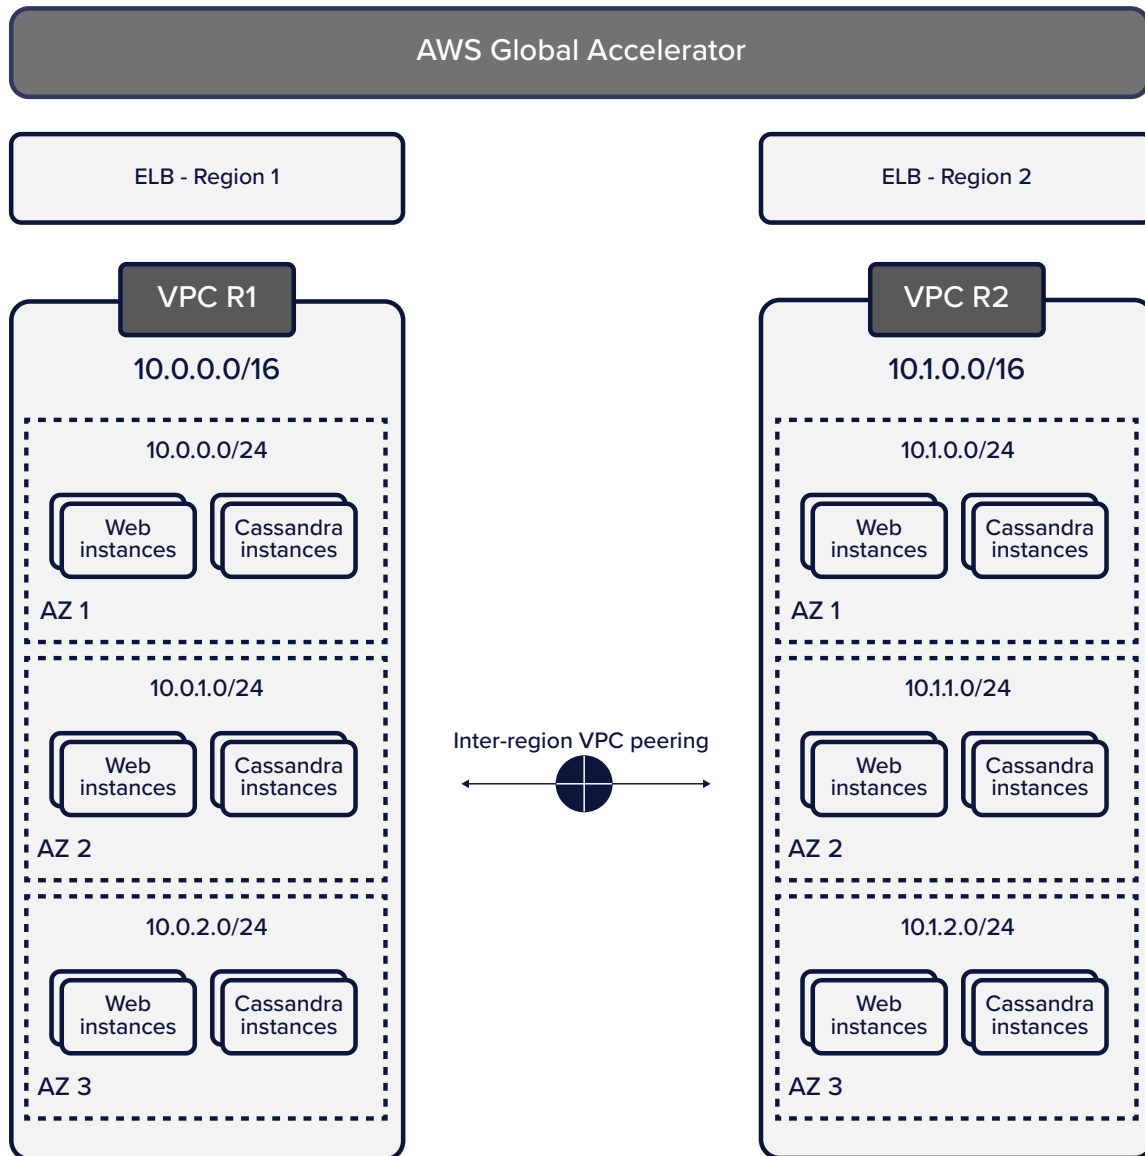 AWS Global Accelerator
ELB - Region 1
ELB - Region 2
VPC R1
10.0.0.0/16
10.0.0.0/24
Web
instances
Cassandra
instances
AZ 1
10.0.1.0/24
Web
instances
Cassandra
instances
AZ 2
10.0.2.0/24
Web
instances
Cassandra
instances
AZ 3
Inter-region VPC peering
VPC R2
10.1.0.0/16
10.1.0.0/24
Web
instances
Cassandra
instances
AZ 1
10.1.1.0/24
Web
instances
Cassandra
instances
AZ 2
10.1.2.0/24
Web
instances
Cassandra
instances
AZ 3